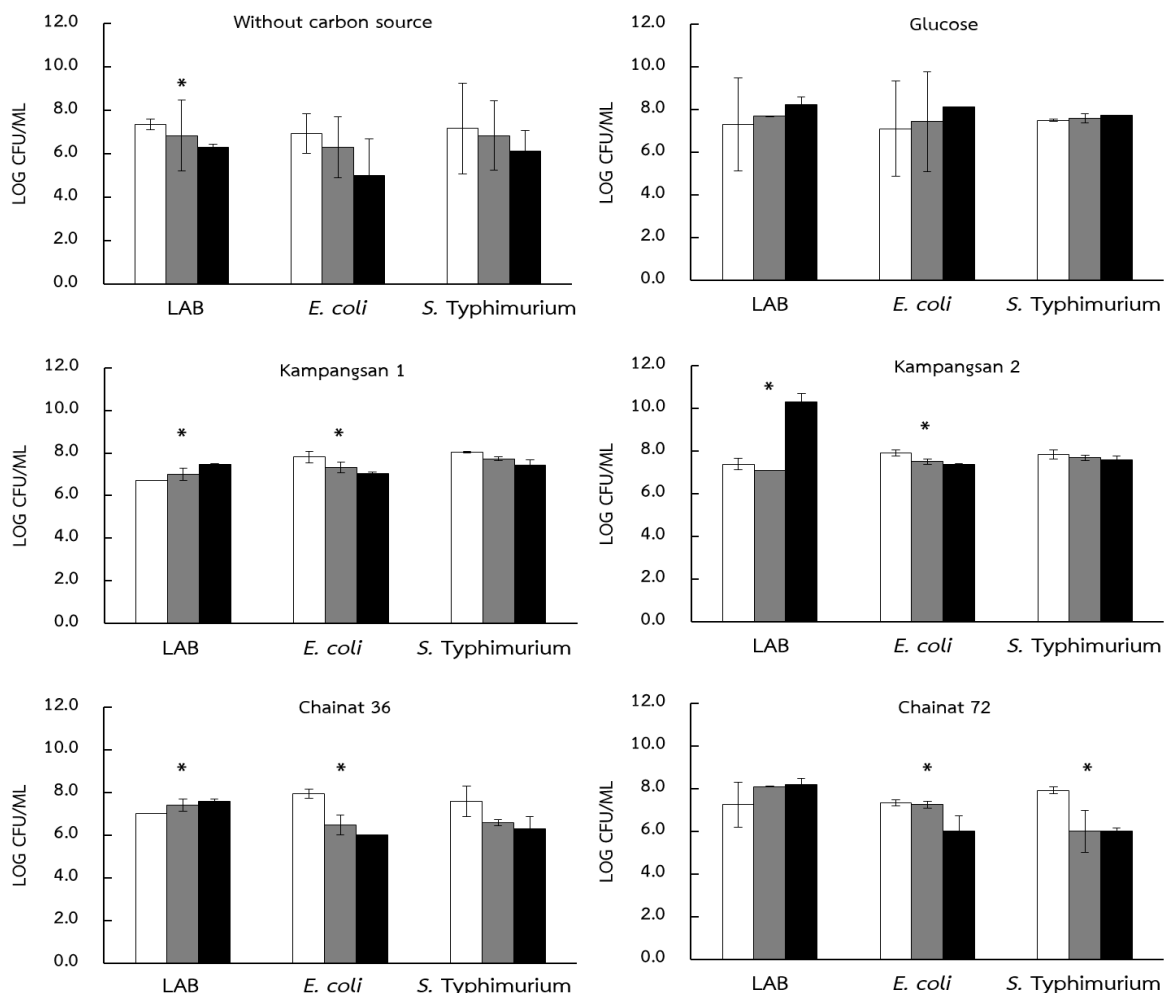 Without carbon source
LOG CFU/ML
12.0
10.0
8.0
6.0
4.0
2.0
0.0
*
LAB
E. coli
S. Typhimurium
Glucose
LOG CFU/ML
12.0
10.0
8.0
6.0
4.0
2.0
0.0
LAB
E. coli
S. Typhimurium
Kampangsan 1
LOG CFU/ML
12.0
10.0
8.0
6.0
4.0
2.0
0.0
*
*
LAB
E. coli
S. Typhimurium
Kampangsan 2
LOG CFU/ML
12.0
10.0
8.0
6.0
4.0
2.0
0.0
*
*
LAB
E. coli
S. Typhimurium
Chainat 36
LOG CFU/ML
12.0
10.0
8.0
6.0
4.0
2.0
0.0
*
*
LAB
E. coli
S. Typhimurium
Chainat 72
LOG CFU/ML
12.0
10.0
8.0
6.0
4.0
2.0
0.0
*
*
LAB
E. coli
S. Typhimurium